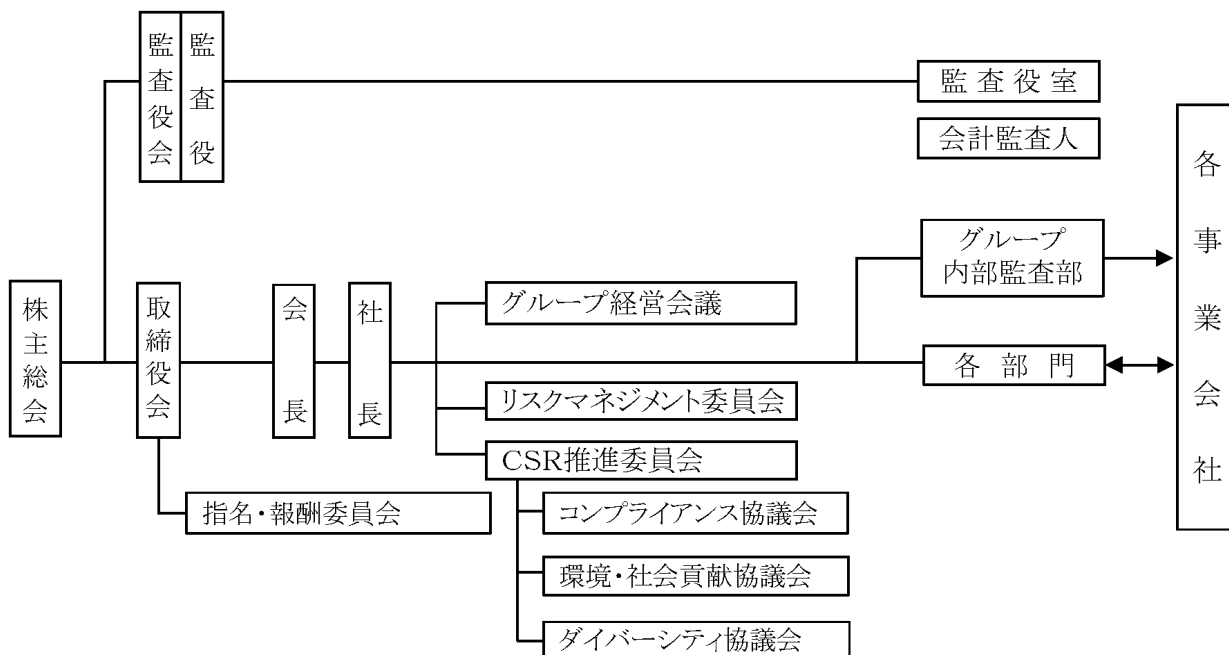 監査役会
監査役
監査役室
会計監査人
各事業会社
グループ
内部監査部
株主総会
取締役会
会長
社長
グループ経営会議
各部門
リスクマネジメント委員会
CSR推進委員会
指名・報酬委員会
コンプライアンス協議会
環境・社会貢献協議会
ダイバーシティ協議会